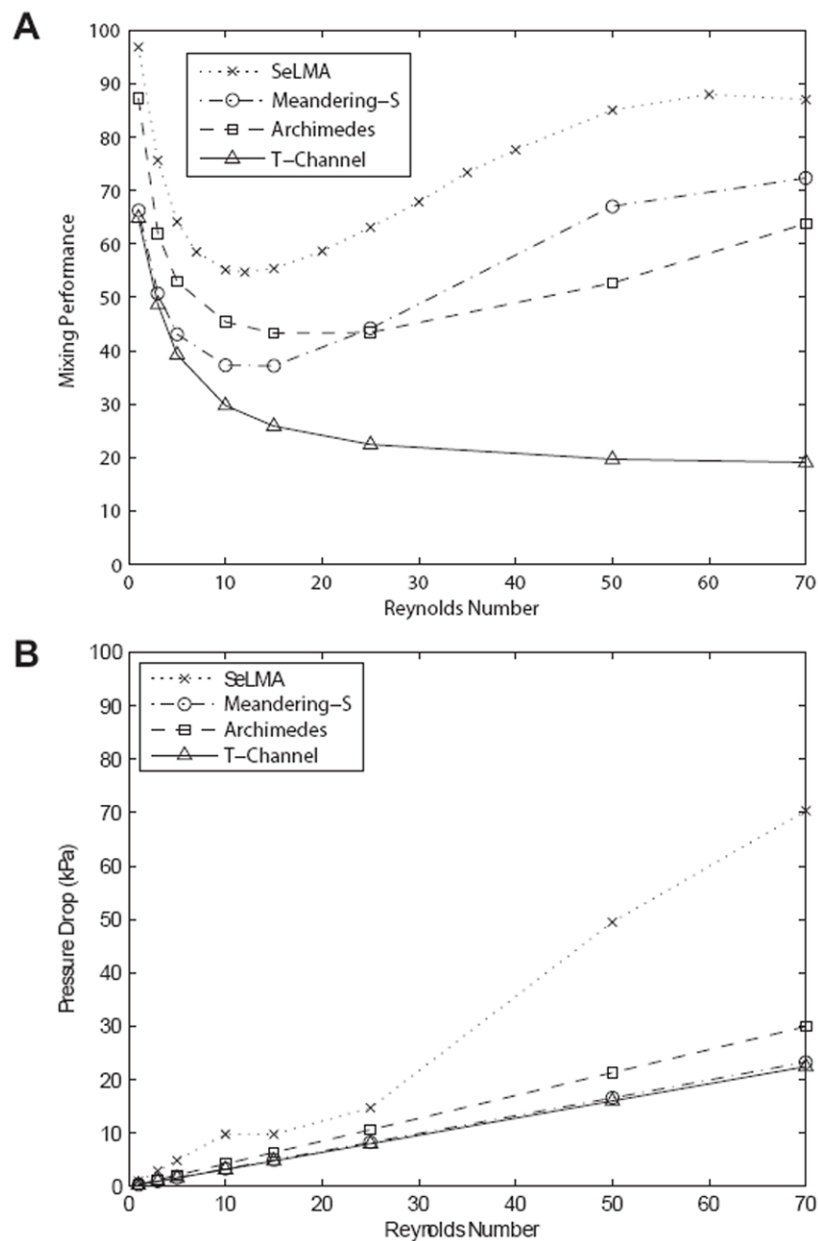 A
100
90
80
70
60
50
40
30
20
10
0
Mixing Performance
SeLMA
Meandering-S
Archimedes
T-Channel
0 10 20 30 40 50 60 70
Reynolds Number
B
100
90
80
70
60
50
40
30
20
10
0
Pressure Drop (kPa)
SeLMA
Meandering-S
Archimedes
T-Channel
0 10 20 30 40 50 60 70
Reynolds Number